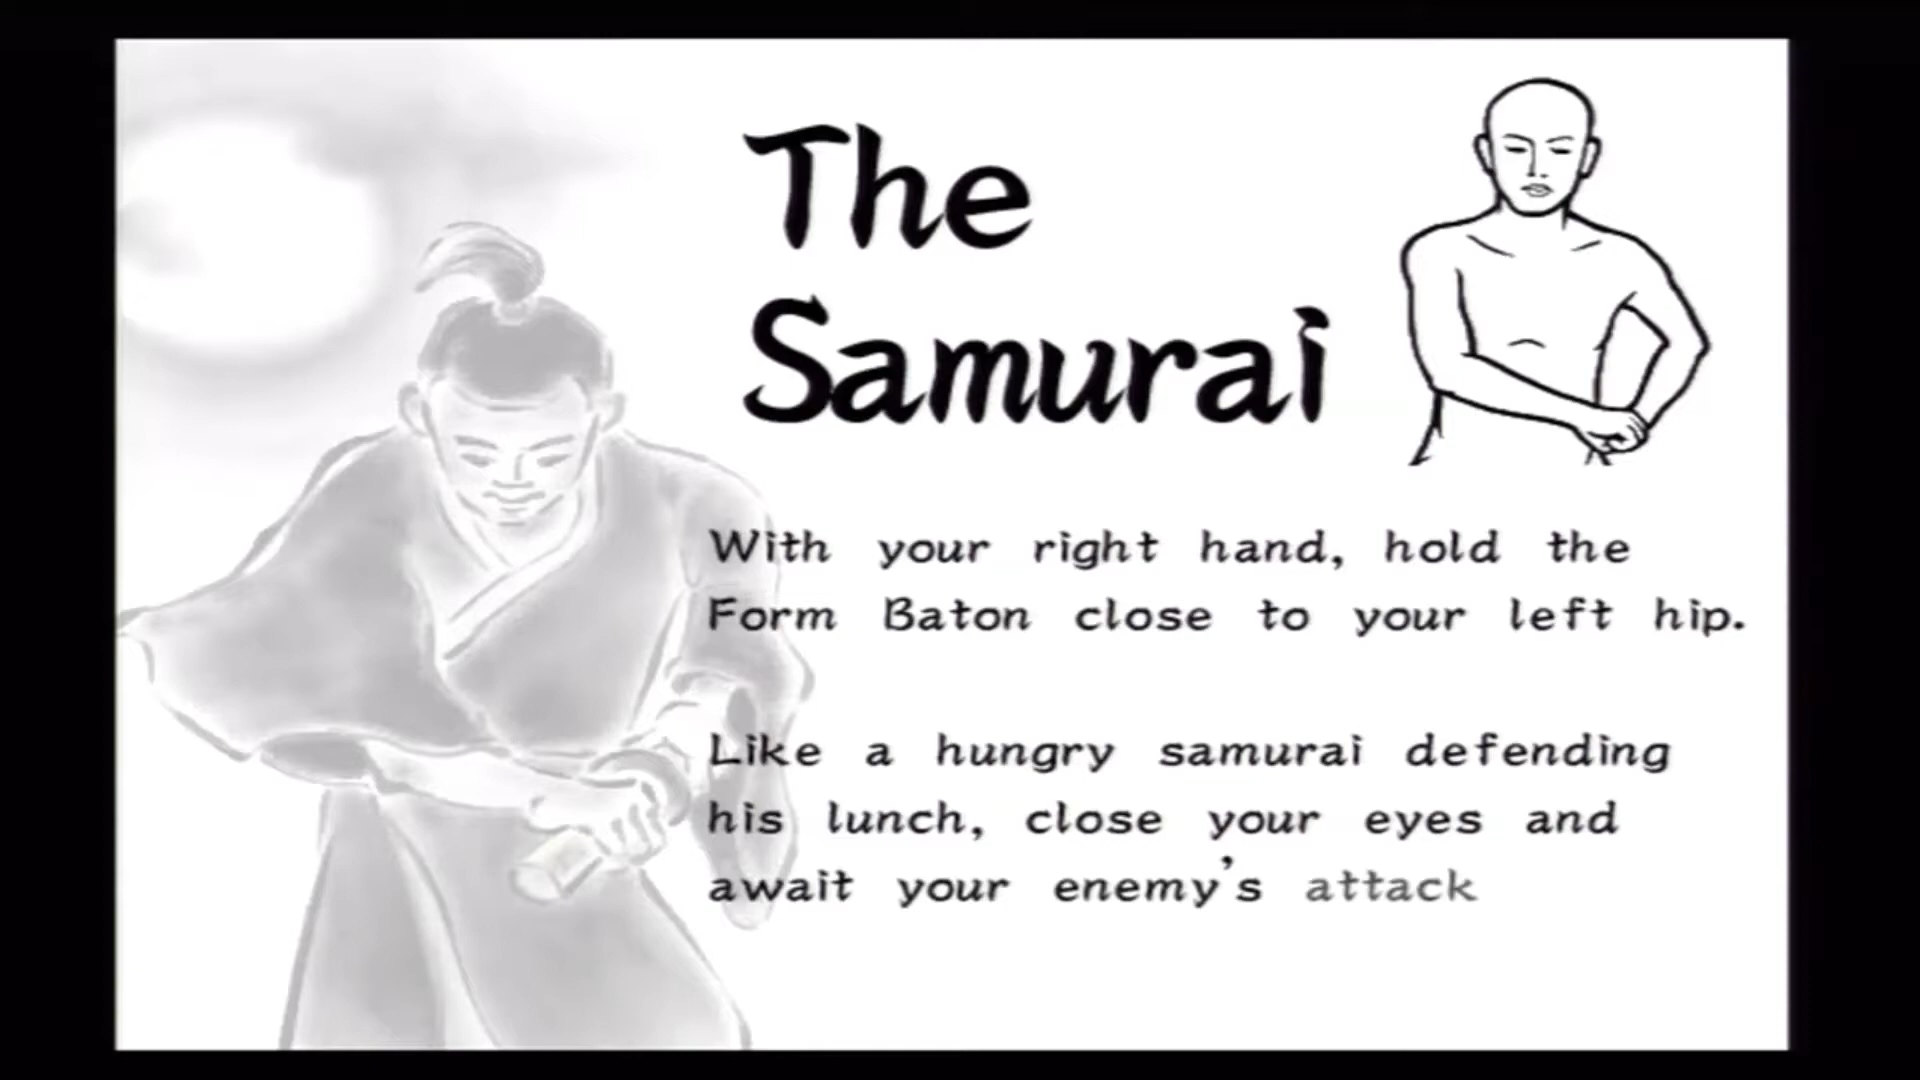 The
Samurai
With your right hand, hold the
Form Baton close to your left hip.
Like a hungry samurai defending
his lunch, close your eyes and
await your enemy's attack